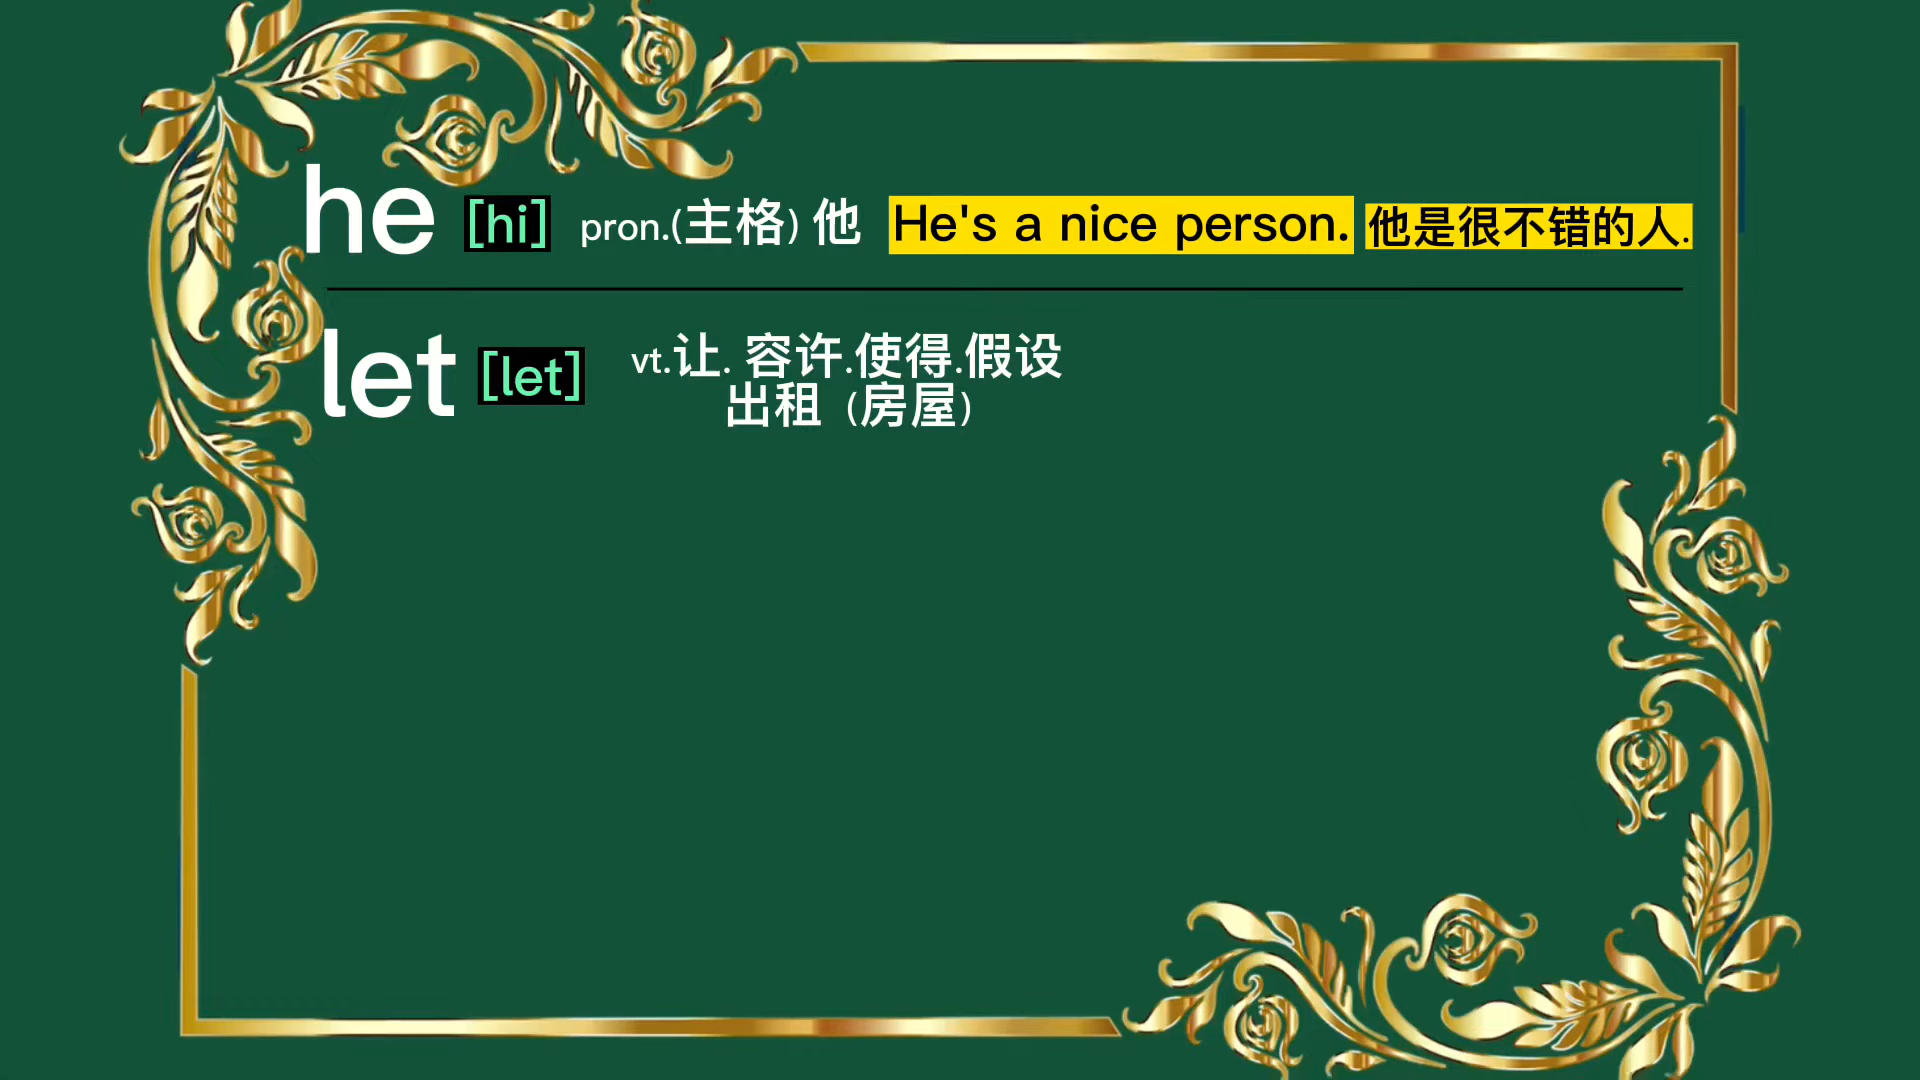 he [hi] pron.(主格) 他 He's a nice person. 他是很不错的人.
let [let] vt.让. 容许.使得.假设
出租 (房屋)